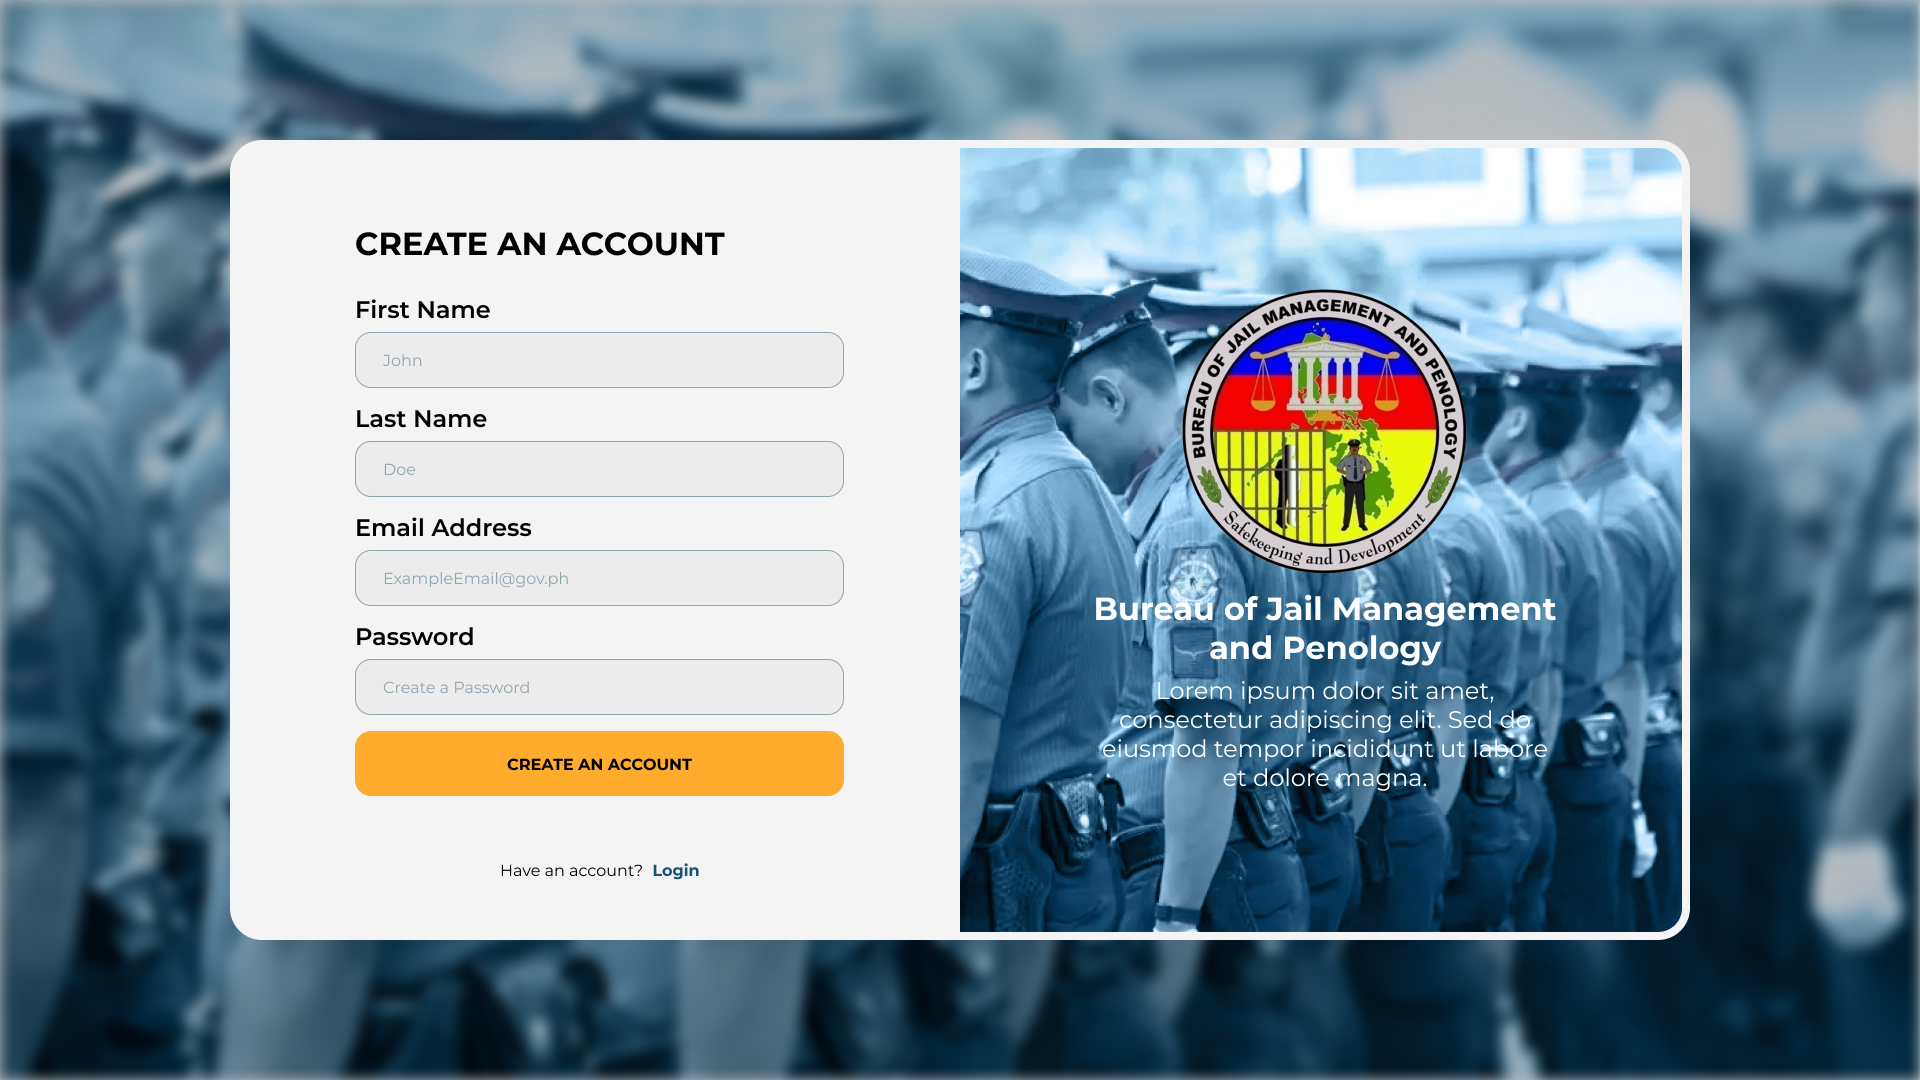 CREATE AN ACCOUNT
First Name
John
Last Name
Doe
Email Address
ExampleEmail@gov.ph
Password
Create a Password
CREATE AN ACCOUNT
Have an account? Login
BUREAU OF JAIL MANAGEMENT AND PENOLOGY
Safekeeping and Development
Bureau of Jail Management
and Penology
Lorem ipsum dolor sit amet,
consectetur adipiscing elit. Sed do
eiusmod tempor incididunt ut labore
et dolore magna.